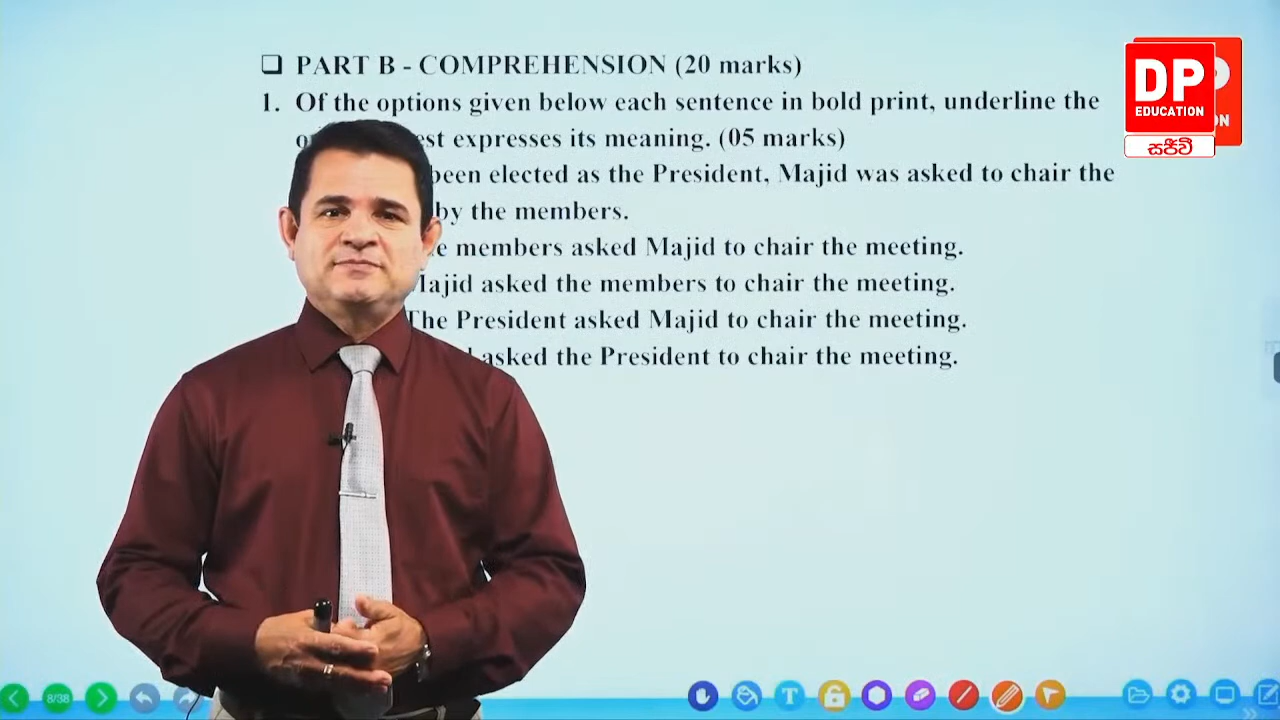 PART B - COMPREHENSION (20 marks)
1. Of the options given below each sentence in bold print, underline the
expresses its meaning. (05 marks)
been elected as the President, Majid was asked to chair the
by the members.
members asked Majid to chair the meeting.
Majid asked the members to chair the meeting.
The President asked Majid to chair the meeting.
asked the President to chair the meeting.
DP
EDUCATION
සජීවී
8/38
T